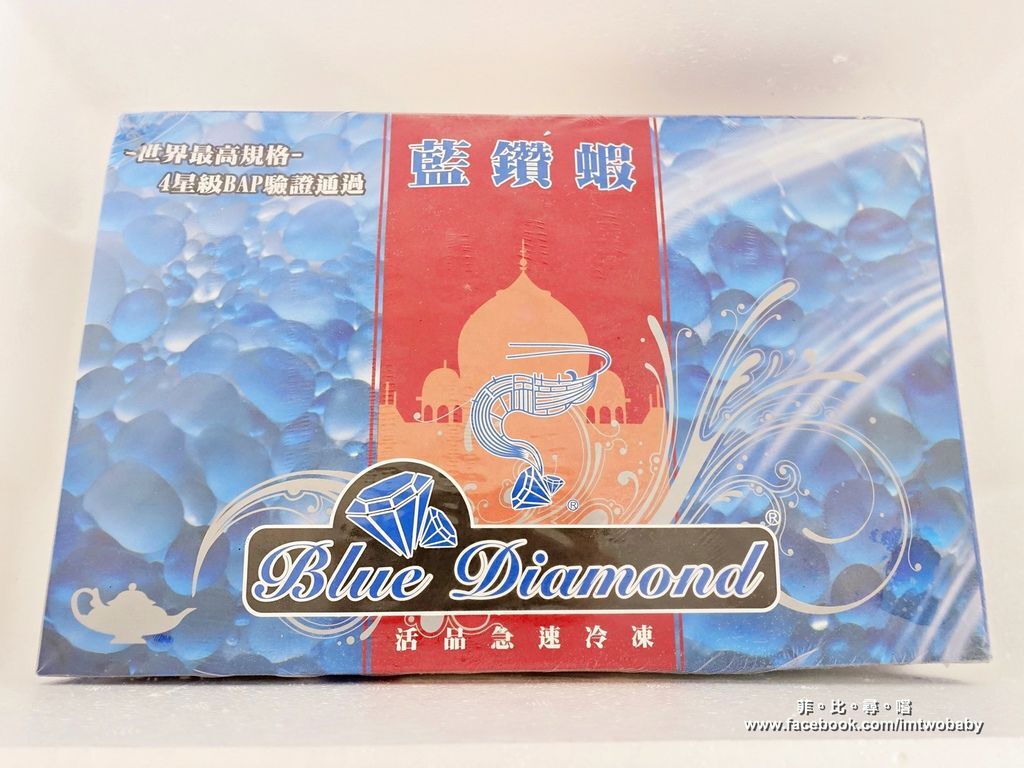 -世界最高規格-
4星級BAP驗證通過
藍鑽蝦
®
®
Blue Diamond
活品急速冷凍
菲。比。尋。嚐
www.facebook.com/imtwobaby